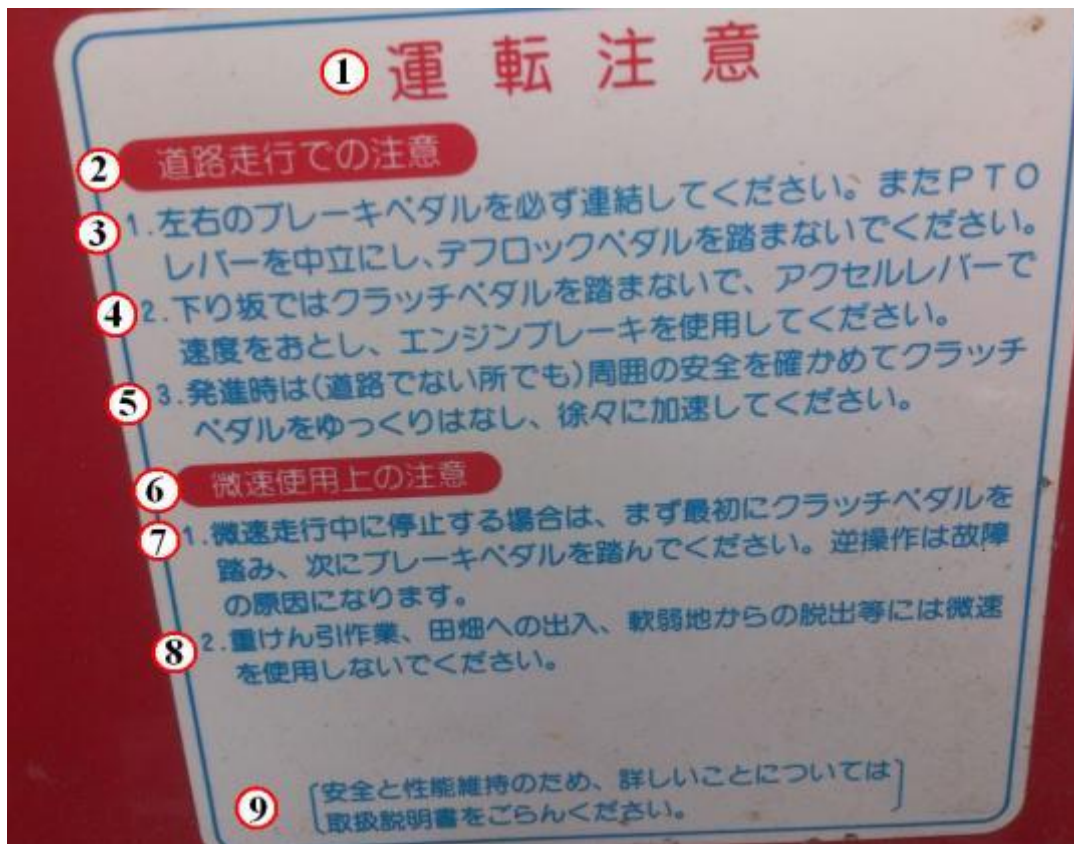 ① 運転注意
② 道路走行での注意
③ 1.左右のブレーキペダルを必ず連結してください。またPTO
レバーを中立にし、デフロックペダルを踏まないでください。
④ 2.下り坂ではクラッチペダルを踏まないで、アクセルレバーで
速度をおとし、エンジンブレーキを使用してください。
⑤ 3.発進時は(道路でない所でも)周囲の安全を確かめてクラッチ
ペダルをゆっくりはなし、徐々に加速してください。
⑥ 微速使用上の注意
⑦ 1.微速走行中に停止する場合は、まず最初にクラッチペダルを
踏み、次にブレーキペダルを踏んでください。逆操作は故障
の原因になります。
⑧ 2.重けん引作業、田畑への出入、軟弱地からの脱出等には微速
を使用しないでください。
⑨ [安全と性能維持のため、詳しいことについては
取扱説明書をごらんください。]